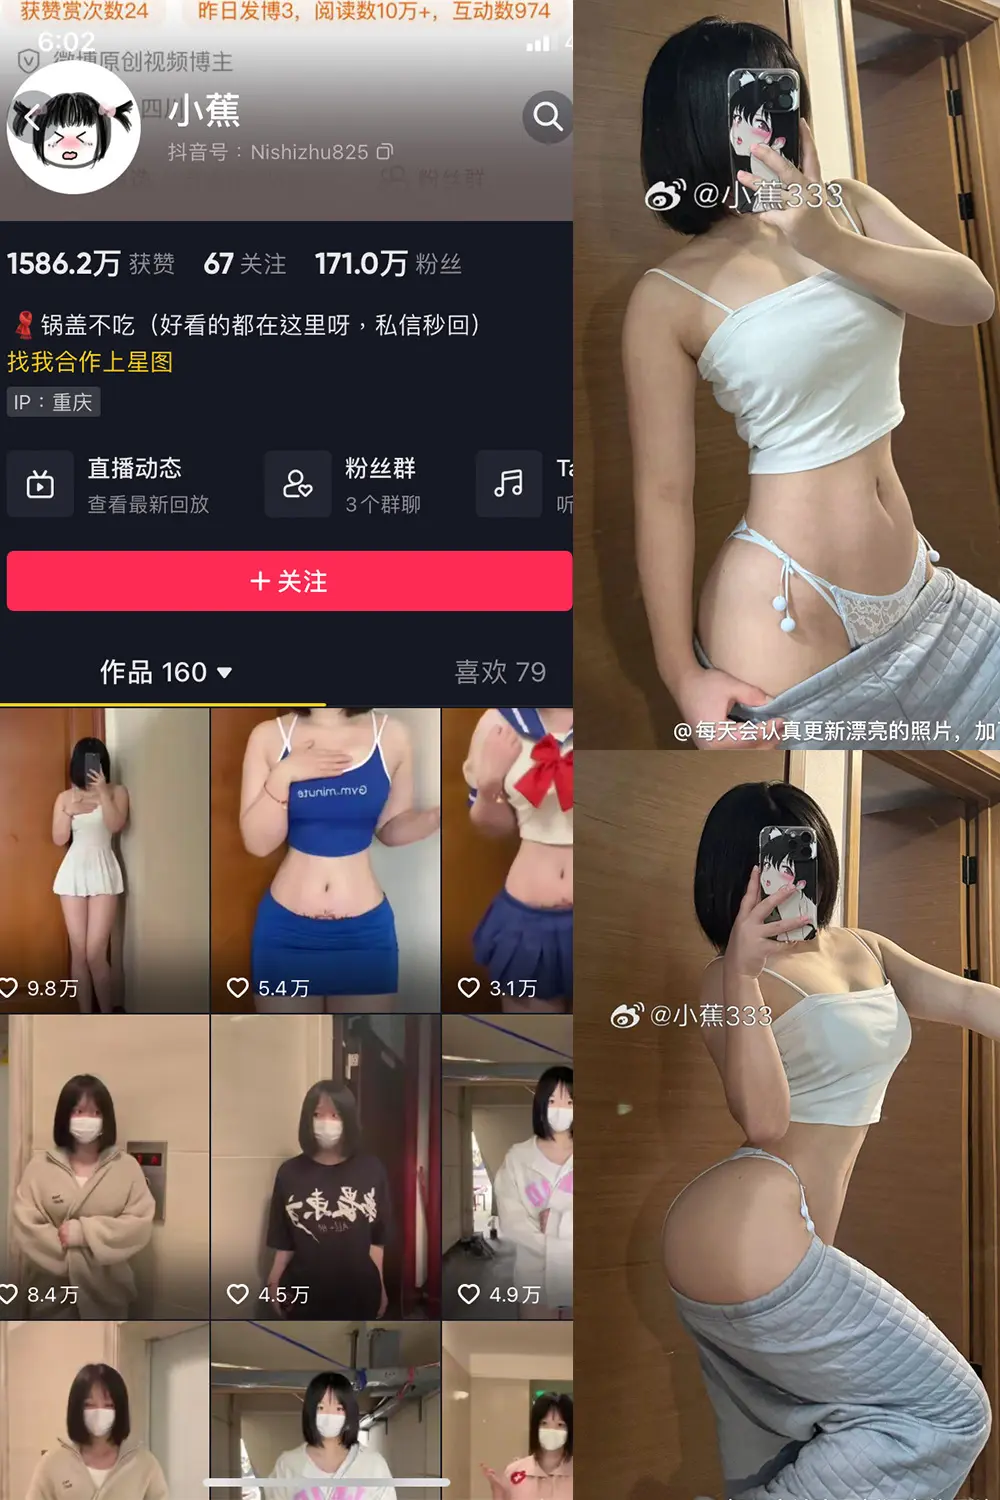 获赞赏次数24
昨日发博3，阅读数10万+，互动数974
6:02
微博原创视频博主
四川
小蕉
抖音号：Nishizhu825
粉丝群
1586.2万 获赞 67 关注 171.0万 粉丝
锅盖不吃（好看的都在这里呀，私信秒回）
找我合作上星图
IP：重庆
直播动态
查看最新回放
粉丝群
3个群聊
听
+ 关注
作品 160
喜欢 79
Gym.minute
9.8万
5.4万
3.1万
8.4万
4.5万
4.9万
@小蕉333
@每天会认真更新漂亮的照片，加
@小蕉333